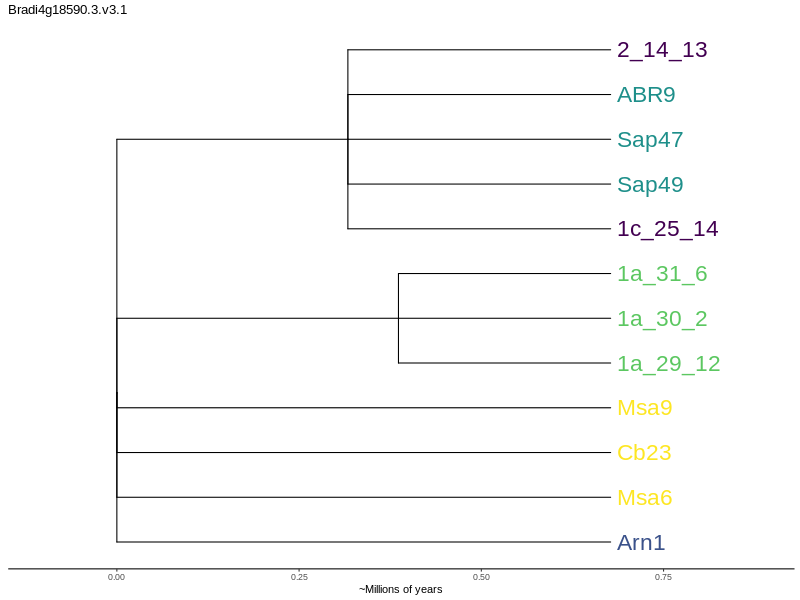 Bradi4g18590.3.v3.1
2_14_13
ABR9
Sap47
Sap49
1c_25_14
1a_31_6
1a_30_2
1a_29_12
Msa9
Cb23
Msa6
Arn1
0.00 0.25 0.50 0.75
~Millions of years